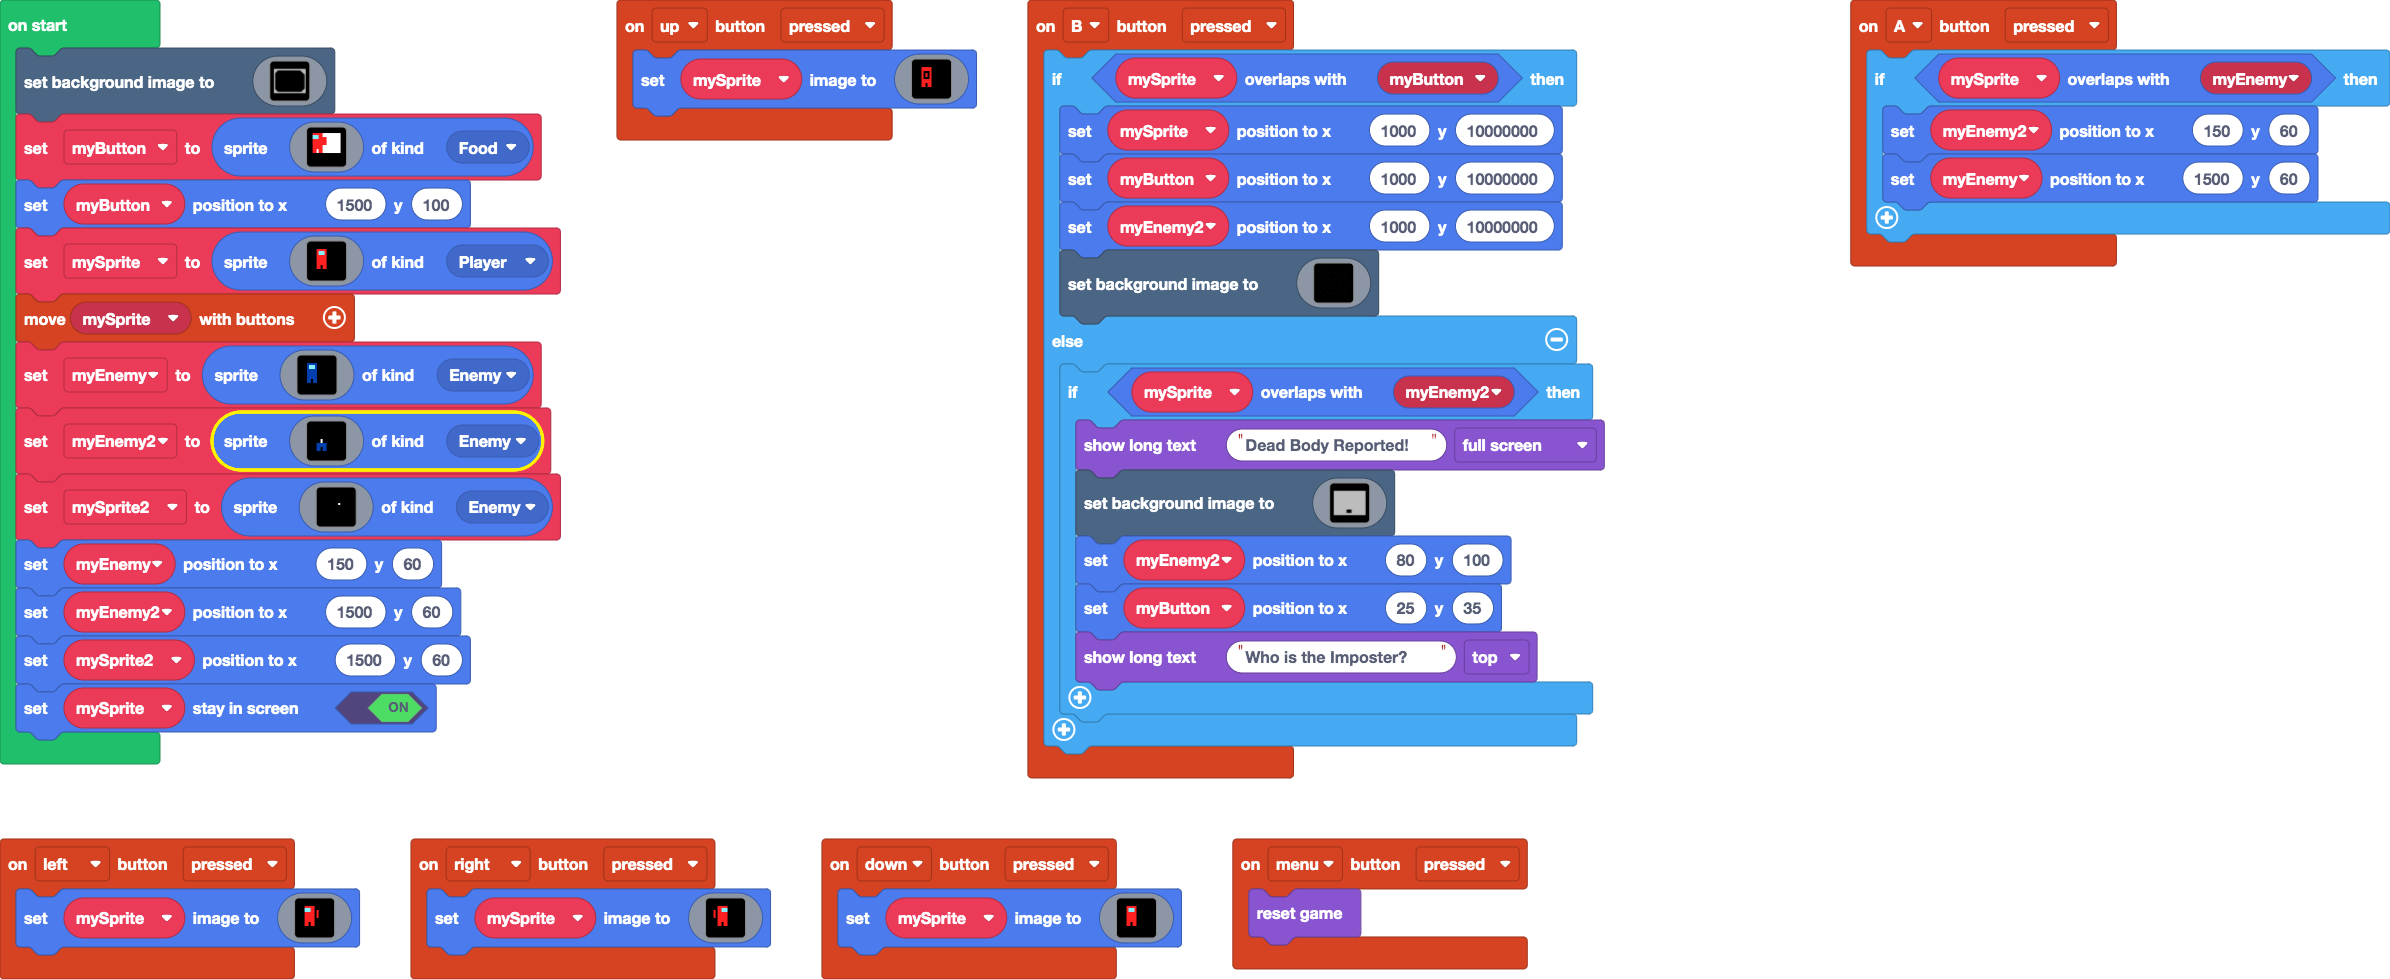 on start
set background image to
set myButton to sprite of kind Food
set myButton position to x 1500 y 100
set mySprite to sprite of kind Player
move mySprite with buttons
set myEnemy to sprite of kind Enemy
set myEnemy2 to sprite of kind Enemy
set mySprite2 to sprite of kind Enemy
set myEnemy position to x 150 y 60
set myEnemy2 position to x 1500 y 60
set mySprite2 position to x 1500 y 60
set mySprite stay in screen ON
on up button pressed
set mySprite image to
on B button pressed
if mySprite overlaps with myButton then
set mySprite position to x 1000 y 10000000
set myButton position to x 1000 y 10000000
set myEnemy2 position to x 1000 y 10000000
set background image to
else
if mySprite overlaps with myEnemy2 then
show long text "Dead Body Reported!" full screen
set background image to
set myEnemy2 position to x 80 y 100
set myButton position to x 25 y 35
show long text "Who is the Imposter?" top
on A button pressed
if mySprite overlaps with myEnemy then
set myEnemy2 position to x 150 y 60
set myEnemy position to x 1500 y 60
on left button pressed
set mySprite image to
on right button pressed
set mySprite image to
on down button pressed
set mySprite image to
on menu button pressed
reset game